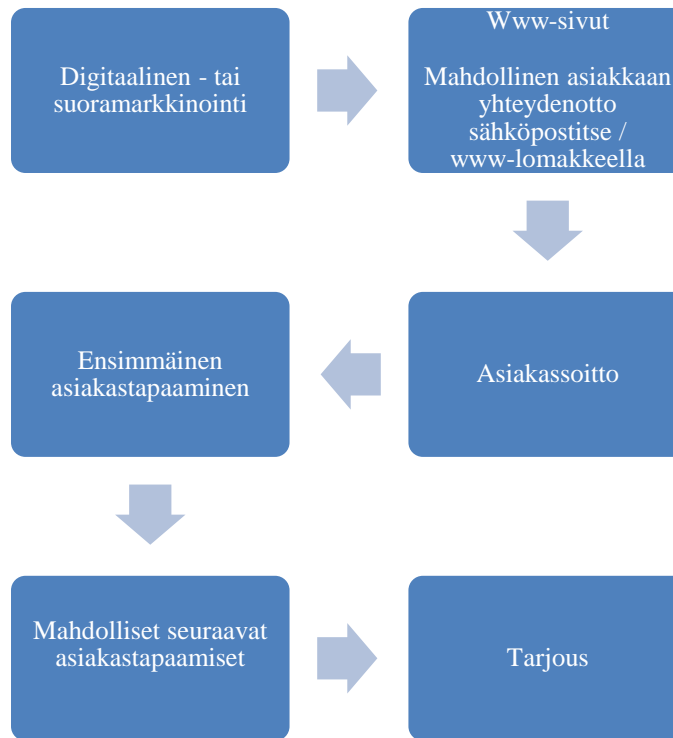 Digitaalinen - tai
suoramarkkinointi
Www-sivut
Mahdollinen asiakkaan
yhteydenotto
sähköpostitse /
www-lomakkeella
Asiakassoitto
Ensimmäinen
asiakastapaaminen
Mahdolliset seuraavat
asiakastapaamiset
Tarjous